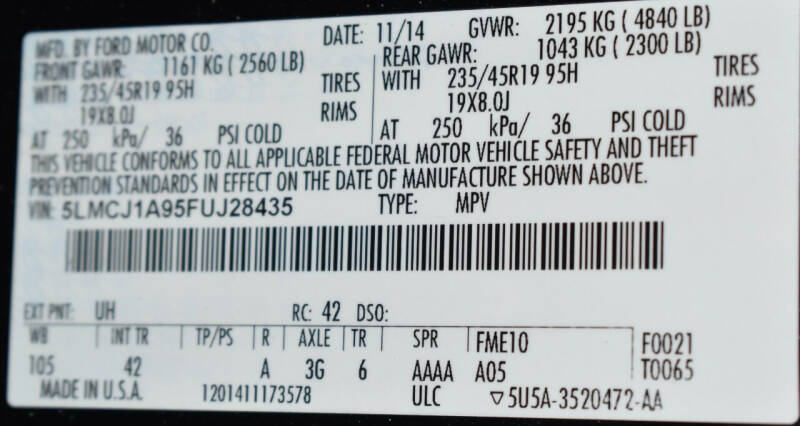 MFD. BY FORD MOTOR CO. DATE: 11/14 GVWR: 2195 KG ( 4840 LB)
FRONT GAWR: 1161 KG ( 2560 LB) REAR GAWR: 1043 KG ( 2300 LB)
WITH 235/45R19 95H TIRES WITH 235/45R19 95H TIRES
19X8.0J RIMS 19X8.0J RIMS
AT 250 kPa/ 36 PSI COLD AT 250 kPa/ 36 PSI COLD
THIS VEHICLE CONFORMS TO ALL APPLICABLE FEDERAL MOTOR VEHICLE SAFETY AND THEFT
PREVENTION STANDARDS IN EFFECT ON THE DATE OF MANUFACTURE SHOWN ABOVE.
VIN: 5LMCJ1A95FUJ28435 TYPE: MPV
EXT PNT: UH RC: 42 DSO:
WB INT TR TP/PS R AXLE TR SPR FME10 F0021
105 42 A 3G 6 AAAA A05 T0065
MADE IN U.S.A. 1201411173578 ULC ▽5U5A-3520472-AA